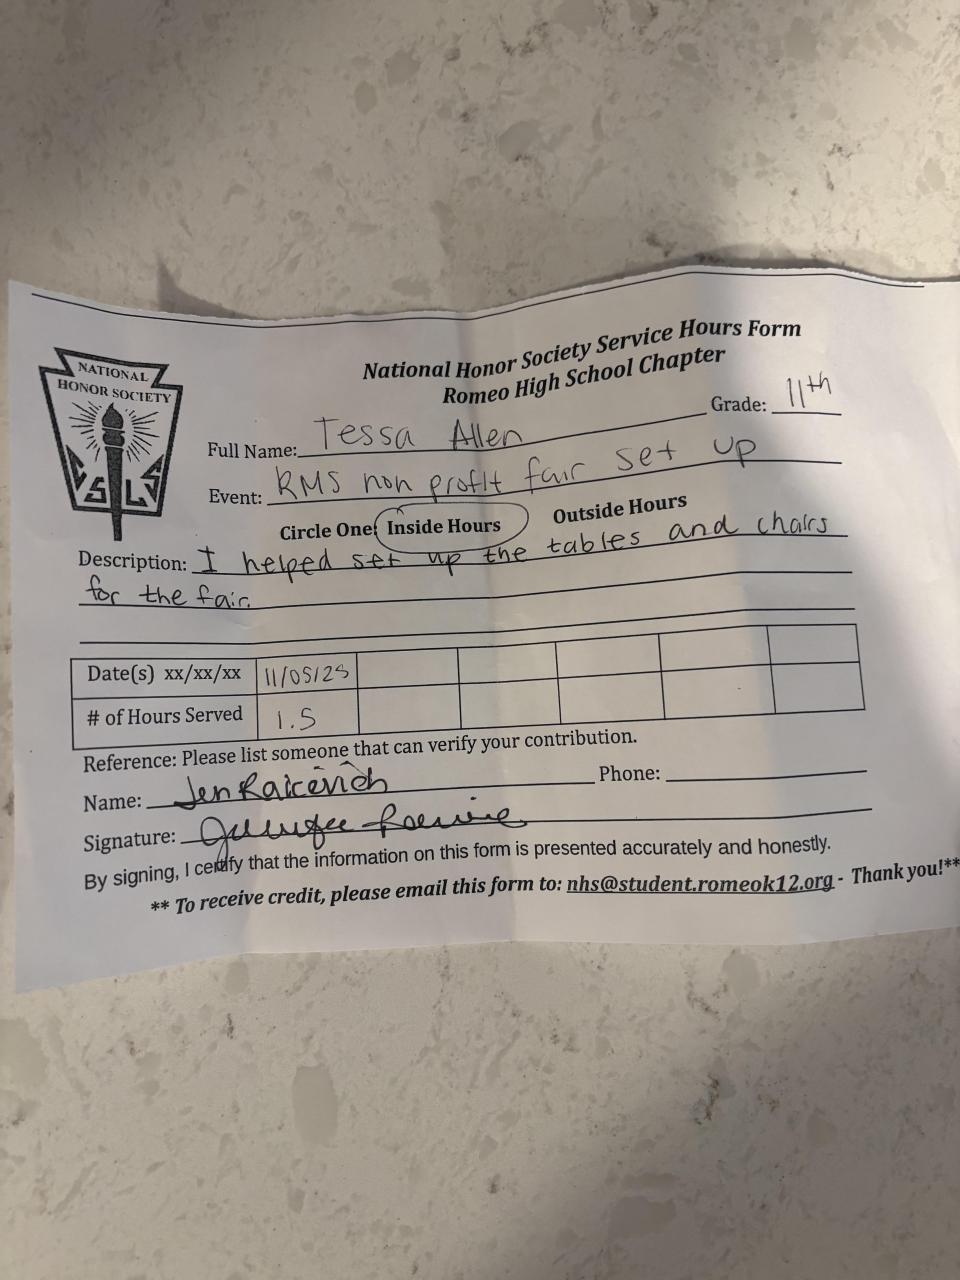 National Honor Society Service Hours Form
Romeo High School Chapter
NATIONAL
HONOR SOCIETY
C S L S
Grade: 11th
Full Name: Tessa Allen
Event: RMS non profit fair set up
Circle One: Inside Hours Outside Hours
Description: I helped set up the tables and chairs
for the fair.
Date(s) xx/xx/xx 11/05/25
# of Hours Served 1.5
Reference: Please list someone that can verify your contribution.
Name: Jen Raicevich Phone:
Signature:
By signing, I certify that the information on this form is presented accurately and honestly.
** To receive credit, please email this form to: nhs@student.romeok12.org - Thank you!**